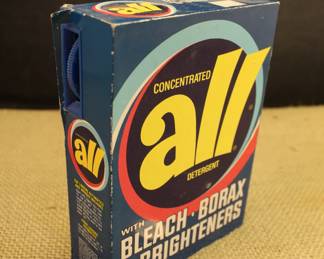 all
CONCENTRATED
all
DETERGENT
all
WITH
BLEACH · BORAX
BRIGHTENERS